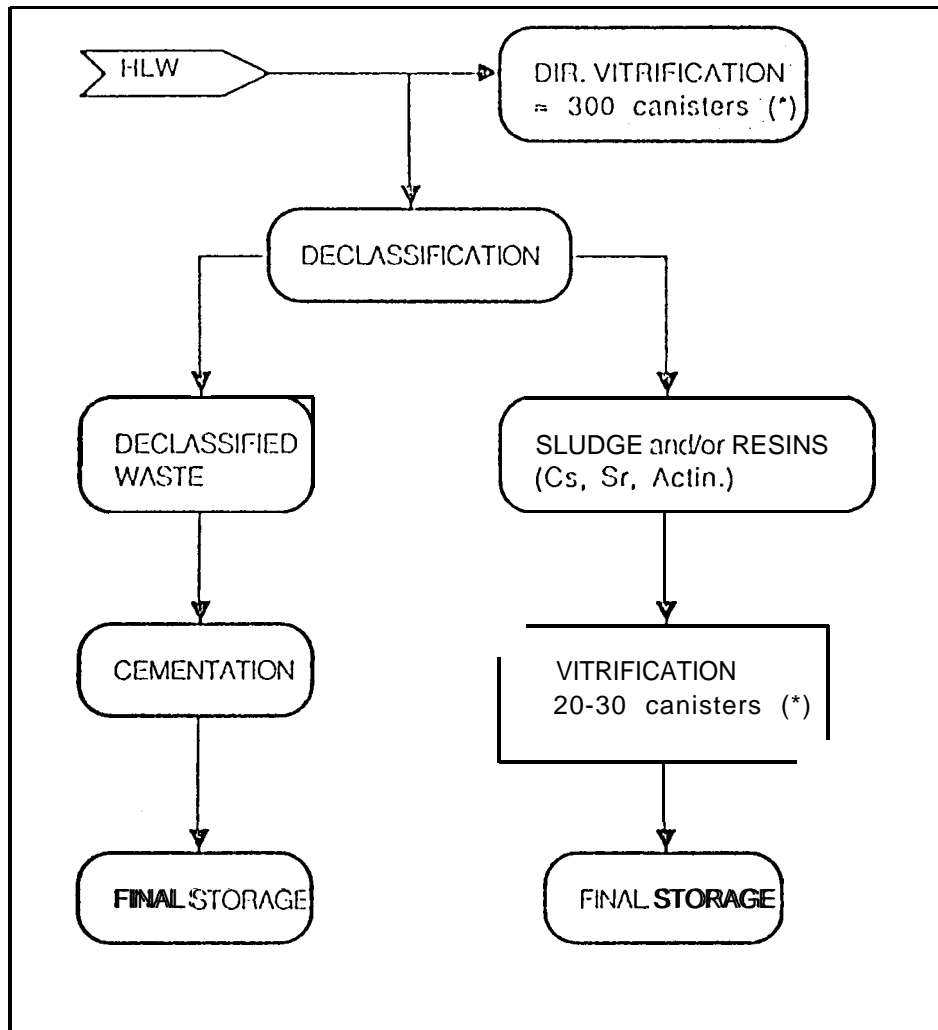 HLW
DIR. VITRIFICATION
= 300 canisters (*)
DECLASSIFICATION
DECLASSIFIED
WASTE
SLUDGE and/or RESINS
(Cs, Sr, Actin.)
CEMENTATION
VITRIFICATION
20-30 canisters (*)
FINAL STORAGE
FINAL STORAGE